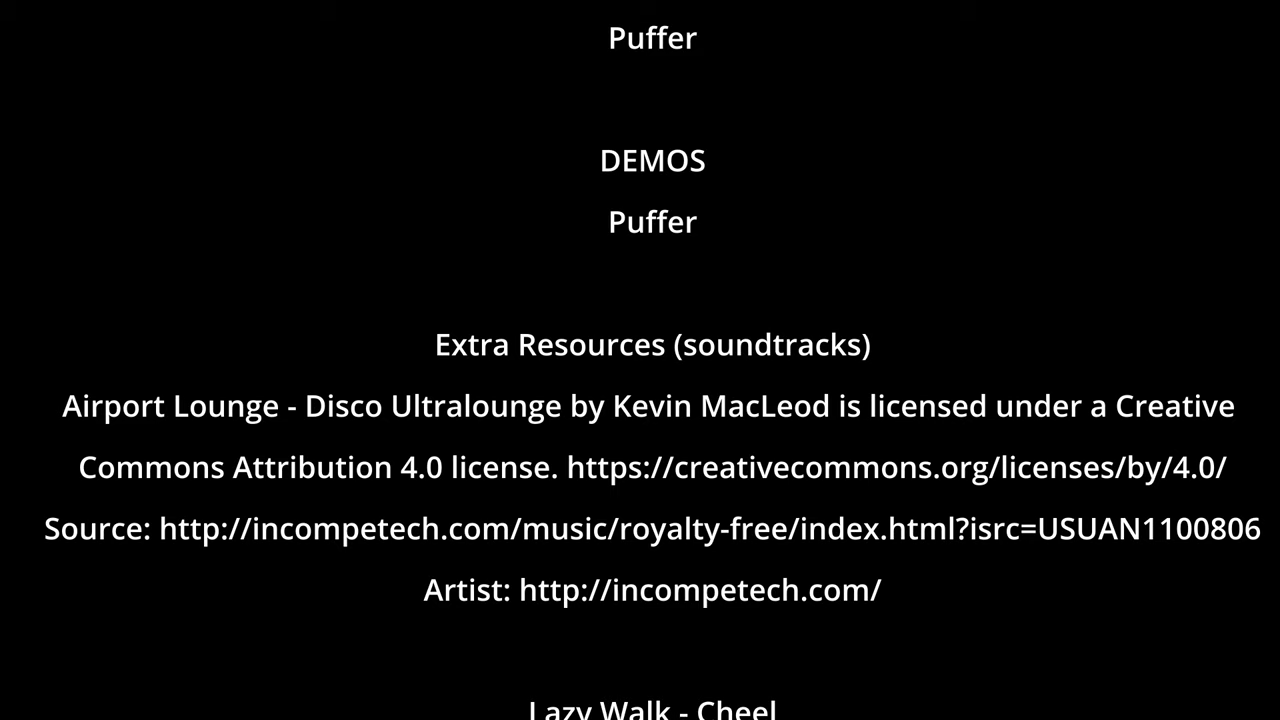 Puffer
DEMOS
Puffer
Extra Resources (soundtracks)
Airport Lounge - Disco Ultralounge by Kevin MacLeod is licensed under a Creative
Commons Attribution 4.0 license. https://creativecommons.org/licenses/by/4.0/
Source: http://incompetech.com/music/royalty-free/index.html?isrc=USUAN1100806
Artist: http://incompetech.com/
Lazy Walk - Cheel